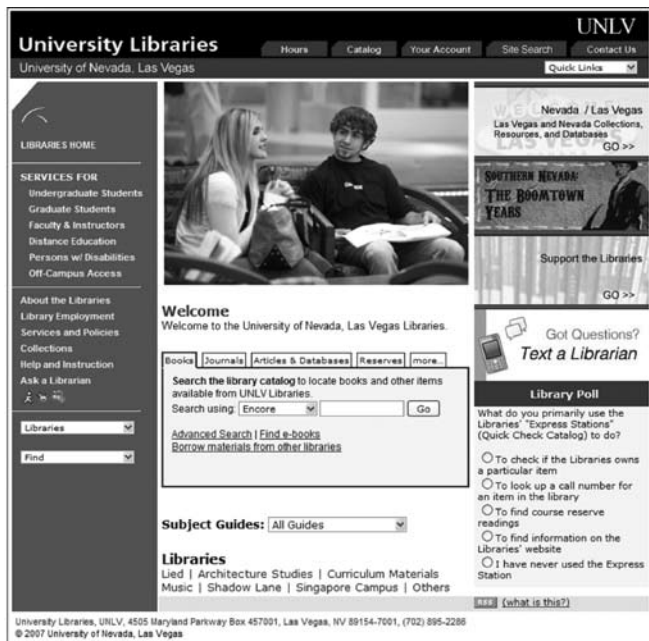 UNLV
University Libraries
Hours
Catalog
Your Account
Site Search
Contact Us
University of Nevada, Las Vegas
Quick Links
LIBRARIES HOME
SERVICES FOR
Undergraduate Students
Graduate Students
Faculty & Instructors
Distance Education
Persons w/ Disabilities
Off-Campus Access
About the Libraries
Library Employment
Services and Policies
Collections
Help and Instruction
Ask a Librarian
Libraries
Find
Welcome
Welcome to the University of Nevada, Las Vegas Libraries.
Books
Journals
Articles & Databases
Reserves
more...
Search the library catalog to locate books and other items
available from UNLV Libraries.
Search using: Encore
Go
Advanced Search | Find e-books
Borrow materials from other libraries
Subject Guides: All Guides
Libraries
Lied | Architecture Studies | Curriculum Materials
Music | Shadow Lane | Singapore Campus | Others
LAS VEGAS
Nevada / Las Vegas
Las Vegas and Nevada Collections,
Resources, and Databases
GO >>
SOUTHERN NEVADA:
THE BOOMTOWN
YEARS
Support the Libraries
GO >>
Got Questions?
Text a Librarian
Library Poll
What do you primarily use the
Libraries' "Express Stations"
(Quick Check Catalog) to do?
To check if the Libraries owns
a particular item
To look up a call number for
an item in the library
To find course reserve
readings
To find information on the
Libraries' website
I have never used the Express
Station
RSS (what is this?)
University Libraries, UNLV, 4505 Maryland Parkway Box 457001, Las Vegas, NV 89154-7001, (702) 895-2286
© 2007 University of Nevada, Las Vegas